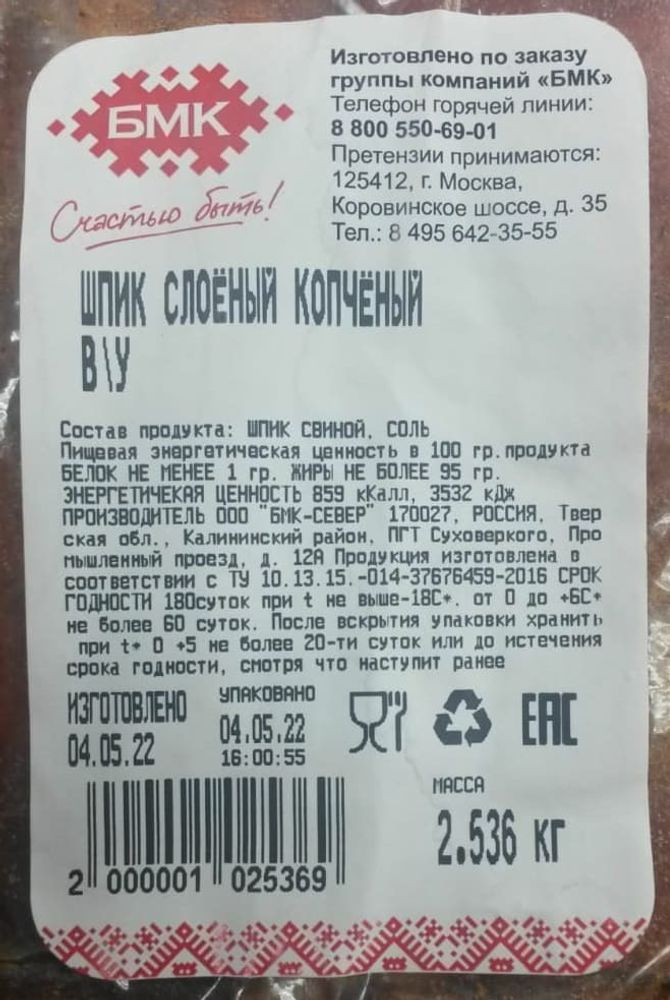 БМК
Счастью быть!
Изготовлено по заказу
группы компаний «БМК»
Телефон горячей линии:
8 800 550-69-01
Претензии принимаются:
125412, г. Москва,
Коровинское шоссе, д. 35
Тел.: 8 495 642-35-55
ШПИК СЛОЁНЫЙ КОПЧЁНЫЙ
В\У
Состав продукта: ШПИК СВИНОЙ, СОЛЬ
Пищевая энергетическая ценность в 100 гр. продукта
БЕЛОК НЕ МЕНЕЕ 1 гр. ЖИРЫ НЕ БОЛЕЕ 95 гр.
ЭНЕРГЕТИЧЕКАЯ ЦЕННОСТЬ 859 кКалл, 3532 кДж
ПРОИЗВОДИТЕЛЬ ООО "БМК-СЕВЕР" 170027, РОССИЯ, Твер
ская обл., Калининский район, ПГТ Суховерково, Про
мышленный проезд, д. 12А Продукция изготовлена в
соответствии с ТУ 10.13.15.-014-37676459-2016 СРОК
ГОДНОСТИ 180суток при t не выше-18С*, от 0 до +6С*
не более 60 суток. После вскрытия упаковки хранить
при t* 0 +5 не более 20-ти суток или до истечения
срока годности, смотря что наступит ранее
ИЗГОТОВЛЕНО
04.05.22
УПАКОВАНО
04.05.22
16:00:55
EAC
МАССА
2.536 кг
2 000001 025369